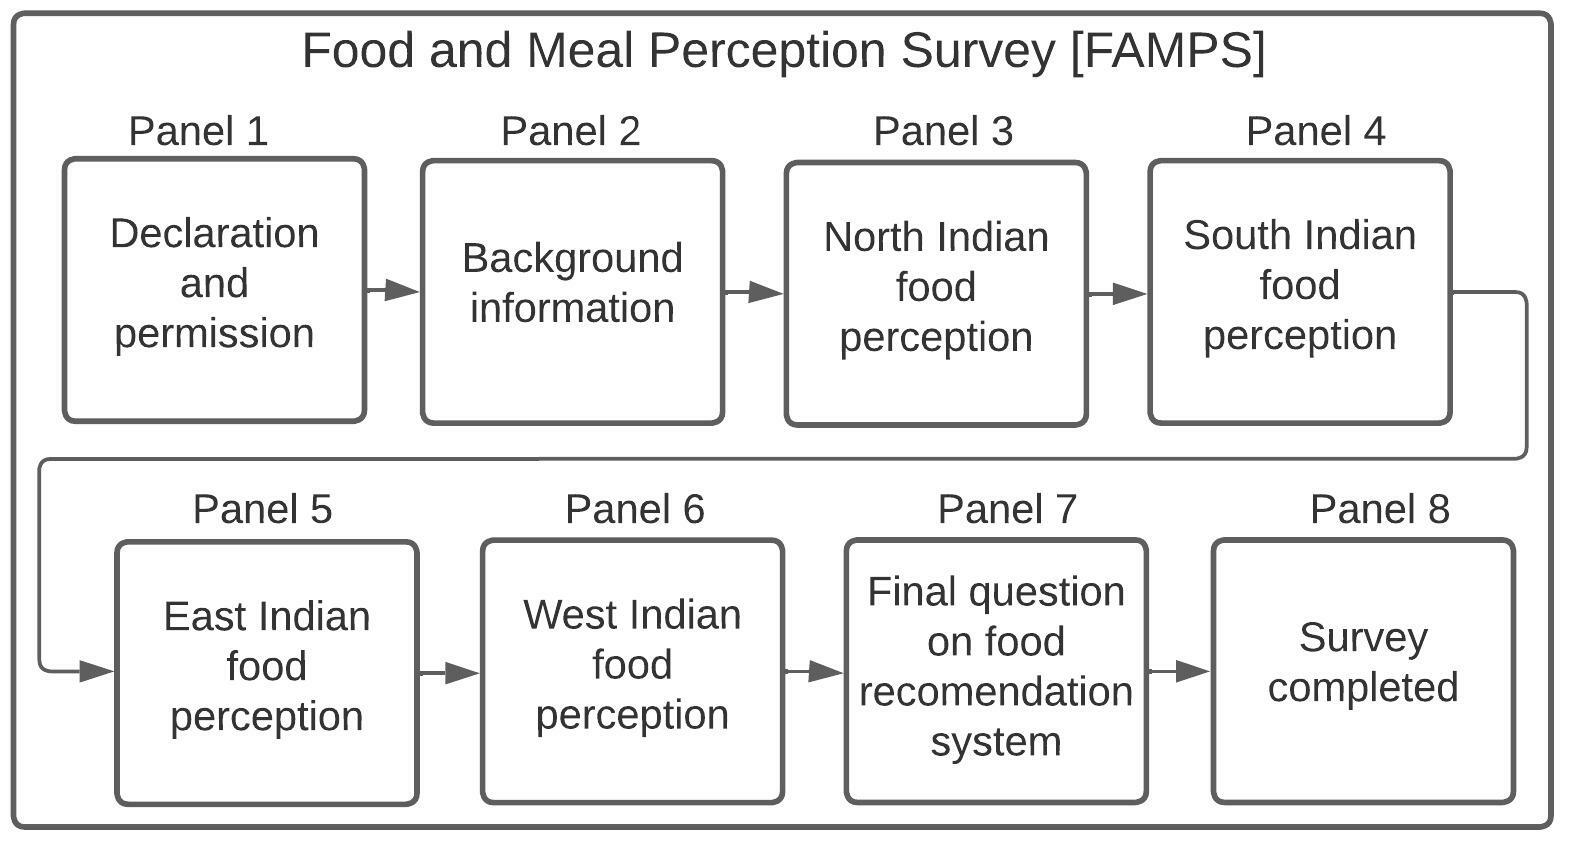 Food and Meal Perception Survey [FAMPS]
Panel 1
Declaration
and
permission
Panel 2
Background
information
Panel 3
North Indian
food
perception
Panel 4
South Indian
food
perception
Panel 5
East Indian
food
perception
Panel 6
West Indian
food
perception
Panel 7
Final question
on food
recomendation
system
Panel 8
Survey
completed